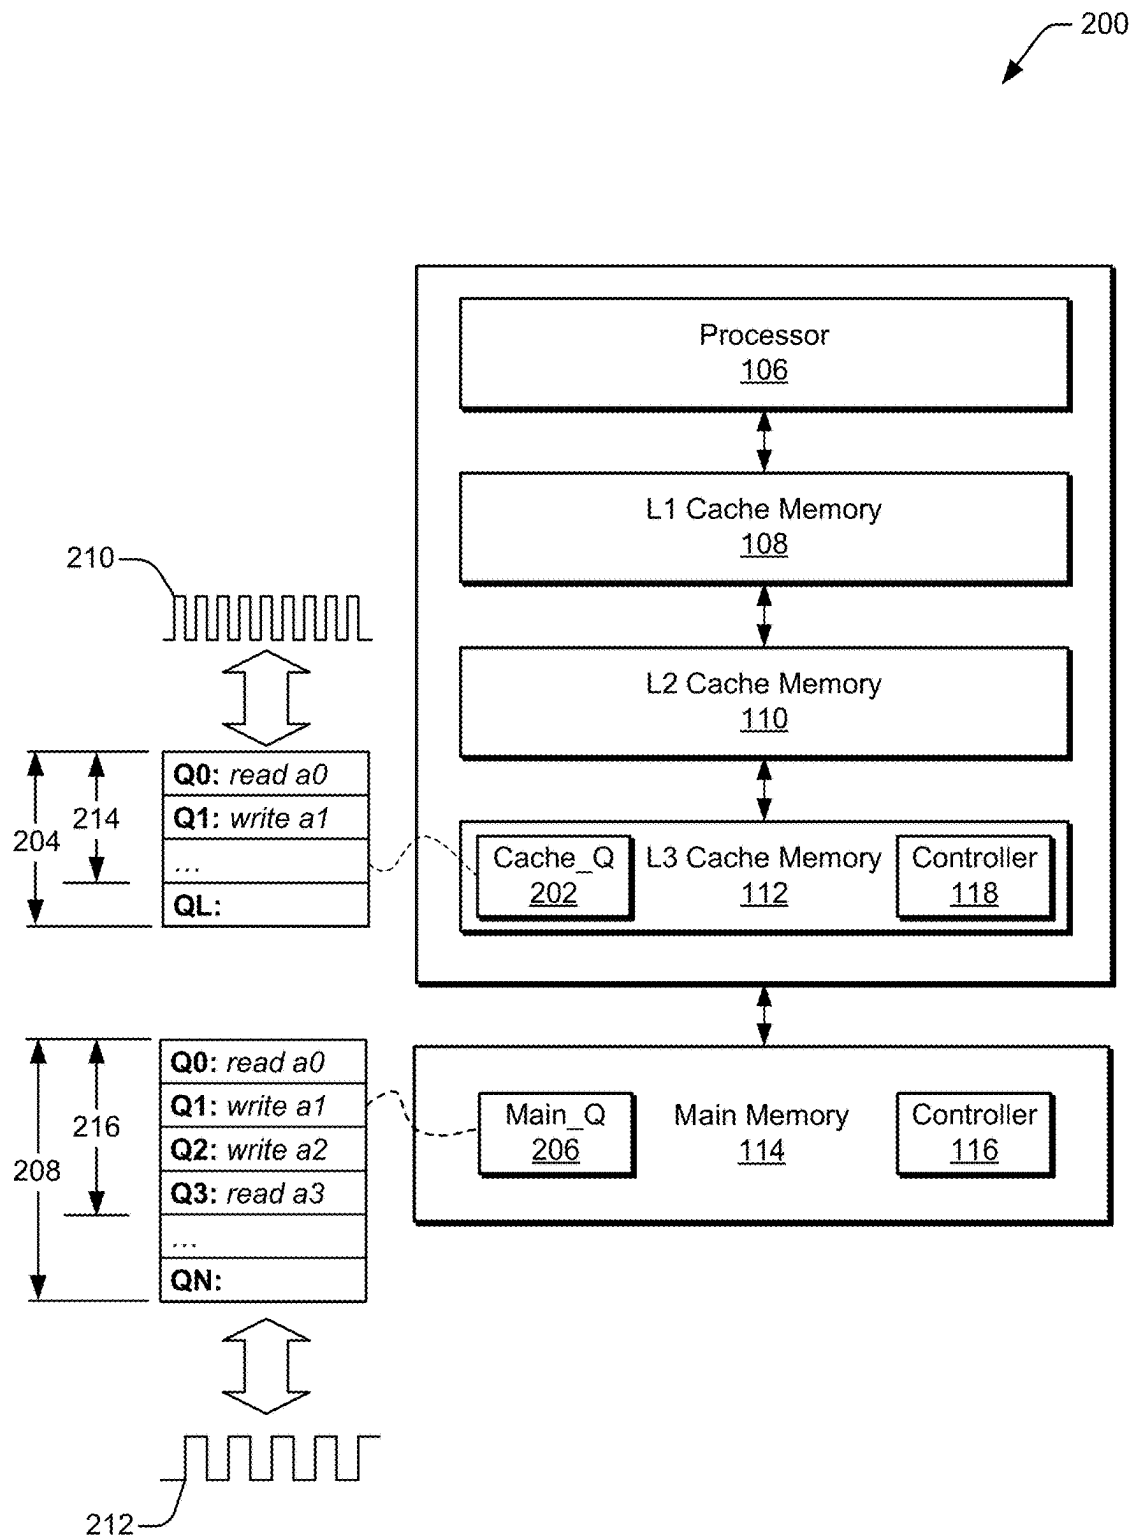 200
Processor
106
L1 Cache Memory
108
210
L2 Cache Memory
110
Q0: read a0
Q1: write a1
...
QL:
214
204
Cache_Q
202
L3 Cache Memory
112
Controller
118
Q0: read a0
Q1: write a1
Q2: write a2
Q3: read a3
...
QN:
216
208
Main_Q
206
Main Memory
114
Controller
116
212